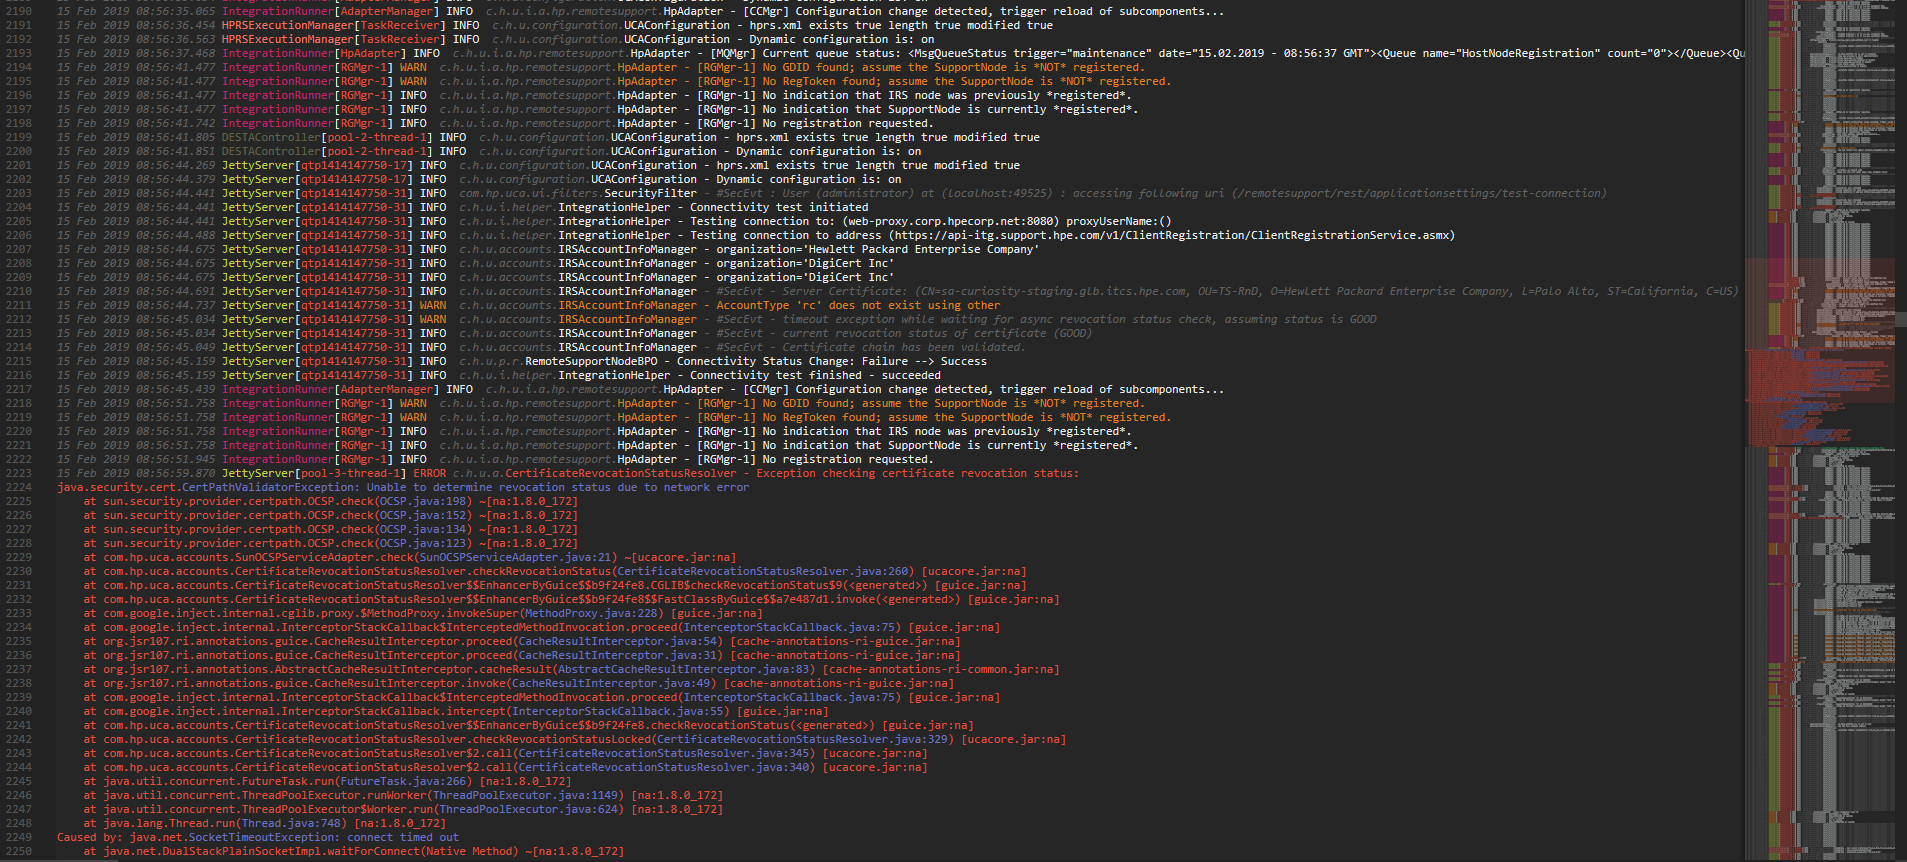 2190 15 Feb 2019 08:56:35.065 IntegrationRunner[AdapterManager] INFO c.h.u.i.a.hp.remotesupport.HpAdapter - [CCMgr] Configuration change detected, trigger reload of subcomponents...
2191 15 Feb 2019 08:56:36.454 HPRSExecutionManager[TaskReceiver] INFO c.h.u.configuration.UCAConfiguration - hprs.xml exists true length true modified true
2192 15 Feb 2019 08:56:36.563 HPRSExecutionManager[TaskReceiver] INFO c.h.u.configuration.UCAConfiguration - Dynamic configuration is: on
2193 15 Feb 2019 08:56:37.468 IntegrationRunner[HpAdapter] INFO c.h.u.i.a.hp.remotesupport.HpAdapter - [MQMgr] Current queue status: <MsgQueueStatus trigger="maintenance" date="15.02.2019 - 08:56:37 GMT"><Queue name="HostNodeRegistration" count="0"></Queue><Qu
2194 15 Feb 2019 08:56:41.477 IntegrationRunner[RGMgr-1] WARN c.h.u.i.a.hp.remotesupport.HpAdapter - [RGMgr-1] No GDID found; assume the SupportNode is *NOT* registered.
2195 15 Feb 2019 08:56:41.477 IntegrationRunner[RGMgr-1] WARN c.h.u.i.a.hp.remotesupport.HpAdapter - [RGMgr-1] No RegToken found; assume the SupportNode is *NOT* registered.
2196 15 Feb 2019 08:56:41.477 IntegrationRunner[RGMgr-1] INFO c.h.u.i.a.hp.remotesupport.HpAdapter - [RGMgr-1] No indication that IRS node was previously *registered*.
2197 15 Feb 2019 08:56:41.477 IntegrationRunner[RGMgr-1] INFO c.h.u.i.a.hp.remotesupport.HpAdapter - [RGMgr-1] No indication that SupportNode is currently *registered*.
2198 15 Feb 2019 08:56:41.742 IntegrationRunner[RGMgr-1] INFO c.h.u.i.a.hp.remotesupport.HpAdapter - [RGMgr-1] No registration requested.
2199 15 Feb 2019 08:56:41.805 DESTAController[pool-2-thread-1] INFO c.h.u.configuration.UCAConfiguration - hprs.xml exists true length true modified true
2200 15 Feb 2019 08:56:41.851 DESTAController[pool-2-thread-1] INFO c.h.u.configuration.UCAConfiguration - Dynamic configuration is: on
2201 15 Feb 2019 08:56:44.269 JettyServer[qtp1414147750-17] INFO c.h.u.configuration.UCAConfiguration - hprs.xml exists true length true modified true
2202 15 Feb 2019 08:56:44.379 JettyServer[qtp1414147750-17] INFO c.h.u.configuration.UCAConfiguration - Dynamic configuration is: on
2203 15 Feb 2019 08:56:44.441 JettyServer[qtp1414147750-31] INFO com.hp.uca.ui.filters.SecurityFilter - #SecEvt : User (administrator) at (localhost:49525) : accessing following uri (/remotesupport/rest/applicationsettings/test-connection)
2204 15 Feb 2019 08:56:44.441 JettyServer[qtp1414147750-31] INFO c.h.u.i.helper.IntegrationHelper - Connectivity test initiated
2205 15 Feb 2019 08:56:44.441 JettyServer[qtp1414147750-31] INFO c.h.u.i.helper.IntegrationHelper - Testing connection to: (web-proxy.corp.hpecorp.net:8080) proxyUserName:()
2206 15 Feb 2019 08:56:44.488 JettyServer[qtp1414147750-31] INFO c.h.u.i.helper.IntegrationHelper - Testing connection to address (https://api-itg.support.hpe.com/v1/ClientRegistration/ClientRegistrationService.asmx)
2207 15 Feb 2019 08:56:44.675 JettyServer[qtp1414147750-31] INFO c.h.u.accounts.IRSAccountInfoManager - organization='Hewlett Packard Enterprise Company'
2208 15 Feb 2019 08:56:44.675 JettyServer[qtp1414147750-31] INFO c.h.u.accounts.IRSAccountInfoManager - organization='DigiCert Inc'
2209 15 Feb 2019 08:56:44.675 JettyServer[qtp1414147750-31] INFO c.h.u.accounts.IRSAccountInfoManager - organization='DigiCert Inc'
2210 15 Feb 2019 08:56:44.691 JettyServer[qtp1414147750-31] INFO c.h.u.accounts.IRSAccountInfoManager - #SecEvt - Server Certificate: (CN=sa-curiosity-staging.glb.itcs.hpe.com, OU=TS-RnD, O=Hewlett Packard Enterprise Company, L=Palo Alto, ST=California, C=US)
2211 15 Feb 2019 08:56:44.737 JettyServer[qtp1414147750-31] WARN c.h.u.accounts.IRSAccountInfoManager - AccountType 'rc' does not exist using other
2212 15 Feb 2019 08:56:45.034 JettyServer[qtp1414147750-31] WARN c.h.u.accounts.IRSAccountInfoManager - #SecEvt - timeout exception while waiting for async revocation status check, assuming status is GOOD
2213 15 Feb 2019 08:56:45.034 JettyServer[qtp1414147750-31] INFO c.h.u.accounts.IRSAccountInfoManager - #SecEvt - current revocation status of certificate (GOOD)
2214 15 Feb 2019 08:56:45.049 JettyServer[qtp1414147750-31] INFO c.h.u.accounts.IRSAccountInfoManager - #SecEvt - Certificate chain has been validated.
2215 15 Feb 2019 08:56:45.159 JettyServer[qtp1414147750-31] INFO c.h.u.p.r.RemoteSupportNodeBPO - Connectivity Status Change: Failure --> Success
2216 15 Feb 2019 08:56:45.159 JettyServer[qtp1414147750-31] INFO c.h.u.i.helper.IntegrationHelper - Connectivity test finished - succeeded
2217 15 Feb 2019 08:56:45.439 IntegrationRunner[AdapterManager] INFO c.h.u.i.a.hp.remotesupport.HpAdapter - [CCMgr] Configuration change detected, trigger reload of subcomponents...
2218 15 Feb 2019 08:56:51.758 IntegrationRunner[RGMgr-1] WARN c.h.u.i.a.hp.remotesupport.HpAdapter - [RGMgr-1] No GDID found; assume the SupportNode is *NOT* registered.
2219 15 Feb 2019 08:56:51.758 IntegrationRunner[RGMgr-1] WARN c.h.u.i.a.hp.remotesupport.HpAdapter - [RGMgr-1] No RegToken found; assume the SupportNode is *NOT* registered.
2220 15 Feb 2019 08:56:51.758 IntegrationRunner[RGMgr-1] INFO c.h.u.i.a.hp.remotesupport.HpAdapter - [RGMgr-1] No indication that IRS node was previously *registered*.
2221 15 Feb 2019 08:56:51.758 IntegrationRunner[RGMgr-1] INFO c.h.u.i.a.hp.remotesupport.HpAdapter - [RGMgr-1] No indication that SupportNode is currently *registered*.
2222 15 Feb 2019 08:56:51.945 IntegrationRunner[RGMgr-1] INFO c.h.u.i.a.hp.remotesupport.HpAdapter - [RGMgr-1] No registration requested.
2223 15 Feb 2019 08:56:59.870 JettyServer[pool-3-thread-1] ERROR c.h.u.a.CertificateRevocationStatusResolver - Exception checking certificate revocation status:
2224 java.security.cert.CertPathValidatorException: Unable to determine revocation status due to network error
2225 at sun.security.provider.certpath.OCSP.check(OCSP.java:198) ~[na:1.8.0_172]
2226 at sun.security.provider.certpath.OCSP.check(OCSP.java:152) ~[na:1.8.0_172]
2227 at sun.security.provider.certpath.OCSP.check(OCSP.java:134) ~[na:1.8.0_172]
2228 at sun.security.provider.certpath.OCSP.check(OCSP.java:123) ~[na:1.8.0_172]
2229 at com.hp.uca.accounts.SunOCSPServiceAdapter.check(SunOCSPServiceAdapter.java:21) ~[ucacore.jar:na]
2230 at com.hp.uca.accounts.CertificateRevocationStatusResolver.checkRevocationStatus(CertificateRevocationStatusResolver.java:260) [ucacore.jar:na]
2231 at com.hp.uca.accounts.CertificateRevocationStatusResolver$$EnhancerByGuice$$b9f24fe8.CGLIB$checkRevocationStatus$9(<generated>) [guice.jar:na]
2232 at com.hp.uca.accounts.CertificateRevocationStatusResolver$$EnhancerByGuice$$b9f24fe8$$FastClassByGuice$$a7e487d1.invoke(<generated>) [guice.jar:na]
2233 at com.google.inject.internal.cglib.proxy.$MethodProxy.invokeSuper(MethodProxy.java:228) [guice.jar:na]
2234 at com.google.inject.internal.InterceptorStackCallback$InterceptedMethodInvocation.proceed(InterceptorStackCallback.java:75) [guice.jar:na]
2235 at org.jsr107.ri.annotations.guice.CacheResultInterceptor.proceed(CacheResultInterceptor.java:54) [cache-annotations-ri-guice.jar:na]
2236 at org.jsr107.ri.annotations.guice.CacheResultInterceptor.proceed(CacheResultInterceptor.java:31) [cache-annotations-ri-guice.jar:na]
2237 at org.jsr107.ri.annotations.AbstractCacheResultInterceptor.cacheResult(AbstractCacheResultInterceptor.java:83) [cache-annotations-ri-common.jar:na]
2238 at org.jsr107.ri.annotations.guice.CacheResultInterceptor.invoke(CacheResultInterceptor.java:49) [cache-annotations-ri-guice.jar:na]
2239 at com.google.inject.internal.InterceptorStackCallback$InterceptedMethodInvocation.proceed(InterceptorStackCallback.java:75) [guice.jar:na]
2240 at com.google.inject.internal.InterceptorStackCallback.intercept(InterceptorStackCallback.java:55) [guice.jar:na]
2241 at com.hp.uca.accounts.CertificateRevocationStatusResolver$$EnhancerByGuice$$b9f24fe8.checkRevocationStatus(<generated>) [guice.jar:na]
2242 at com.hp.uca.accounts.CertificateRevocationStatusResolver.checkRevocationStatusLocked(CertificateRevocationStatusResolver.java:329) [ucacore.jar:na]
2243 at com.hp.uca.accounts.CertificateRevocationStatusResolver$2.call(CertificateRevocationStatusResolver.java:345) [ucacore.jar:na]
2244 at com.hp.uca.accounts.CertificateRevocationStatusResolver$2.call(CertificateRevocationStatusResolver.java:340) [ucacore.jar:na]
2245 at java.util.concurrent.FutureTask.run(FutureTask.java:266) [na:1.8.0_172]
2246 at java.util.concurrent.ThreadPoolExecutor.runWorker(ThreadPoolExecutor.java:1149) [na:1.8.0_172]
2247 at java.util.concurrent.ThreadPoolExecutor$Worker.run(ThreadPoolExecutor.java:624) [na:1.8.0_172]
2248 at java.lang.Thread.run(Thread.java:748) [na:1.8.0_172]
2249 Caused by: java.net.SocketTimeoutException: connect timed out
2250 at java.net.DualStackPlainSocketImpl.waitForConnect(Native Method) ~[na:1.8.0_172]